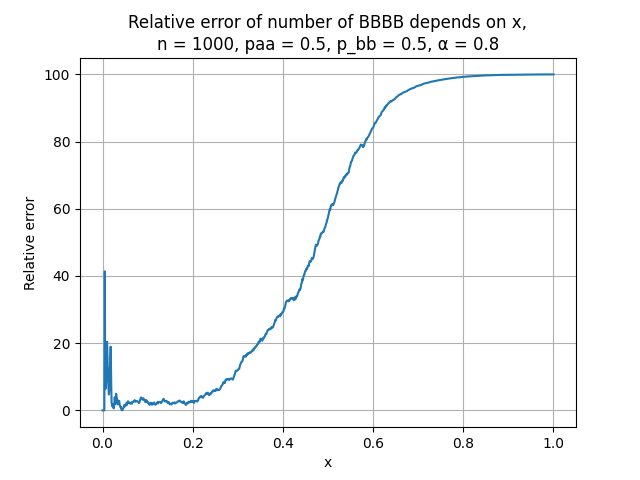 Relative error of number of BBBB depends on x,
n = 1000, paa = 0.5, p_bb = 0.5, α = 0.8
100
80
60
40
20
0
Relative error
0.0 0.2 0.4 0.6 0.8 1.0
x